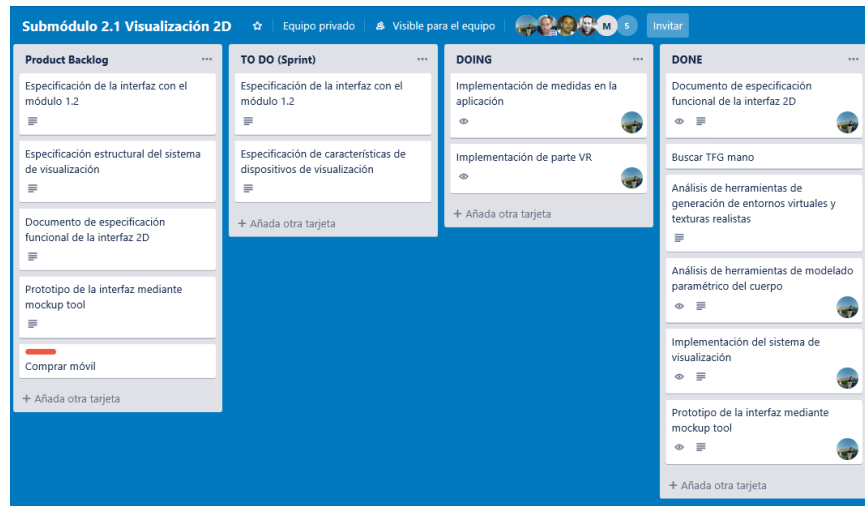 Submódulo 2.1 Visualización 2D
Equipo privado
Visible para el equipo
M
5
Invitar
Product Backlog
Especificación de la interfaz con el
módulo 1.2
Especificación estructural del sistema
de visualización
Documento de especificación
funcional de la interfaz 2D
Prototipo de la interfaz mediante
mockup tool
Comprar móvil
+ Añada otra tarjeta
TO DO (Sprint)
Especificación de la interfaz con el
módulo 1.2
Especificación de características de
dispositivos de visualización
+ Añada otra tarjeta
DOING
Implementación de medidas en la
aplicación
Implementación de parte VR
+ Añada otra tarjeta
DONE
Documento de especificación
funcional de la interfaz 2D
Buscar TFG mano
Análisis de herramientas de
generación de entornos virtuales y
texturas realistas
Análisis de herramientas de modelado
paramétrico del cuerpo
Implementación del sistema de
visualización
Prototipo de la interfaz mediante
mockup tool
+ Añada otra tarjeta